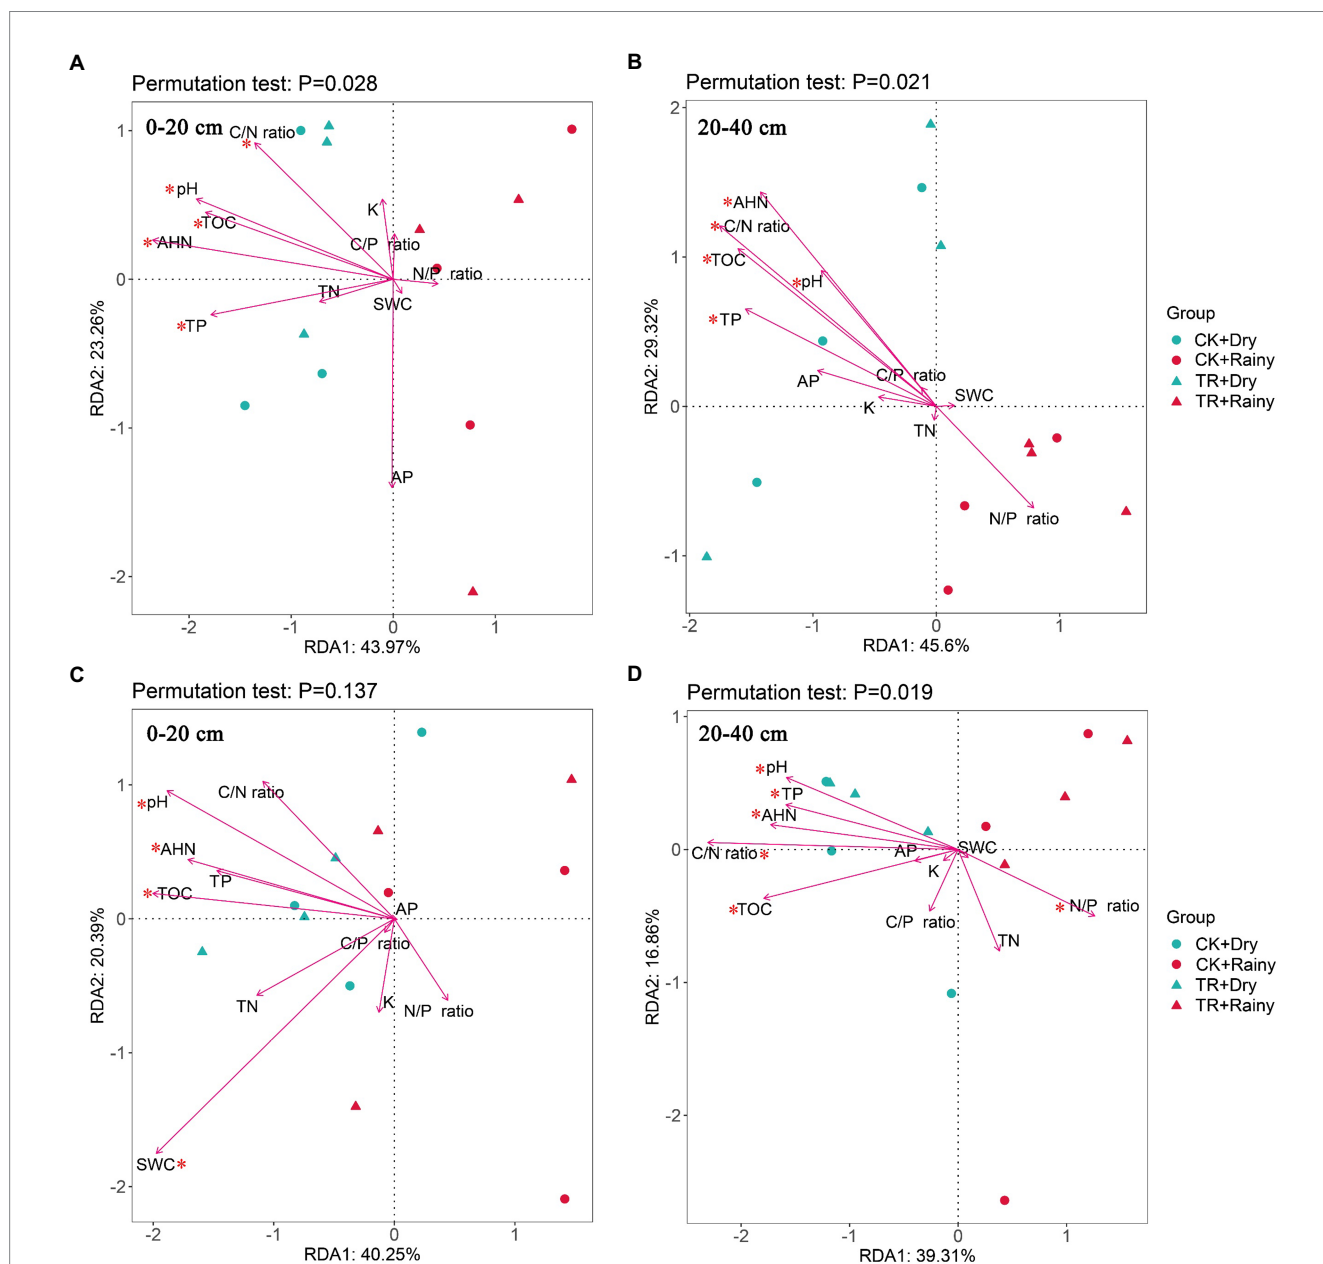 A
Permutation test: P=0.028
0-20 cm
C/N ratio
*
*pH
*TOC
*AHN
K
C/P ratio
N/P ratio
TN
SWC
*TP
AP
1
0
-1
-2
RDA2: 23.26%
-2 -1 0 1
RDA1: 43.97%
B
Permutation test: P=0.021
20-40 cm
*AHN
*C/N ratio
*TOC
*pH
*TP
C/P ratio
AP
SWC
K
TN
N/P ratio
2
1
0
-1
RDA2: 29.32%
-1 0 1
RDA1: 45.6%
Group
CK+Dry
CK+Rainy
TR+Dry
TR+Rainy
C
Permutation test: P=0.137
0-20 cm
C/N ratio
*pH
*AHN
TP
*TOC
AP
C/P ratio
TN
K
N/P ratio
SWC*
1
0
-1
-2
RDA2: 20.39%
-2 -1 0 1
RDA1: 40.25%
D
Permutation test: P=0.019
20-40 cm
*pH
*TP
*AHN
C/N ratio*
AP
SWC
K
*TOC
C/P ratio
*N/P ratio
TN
1
0
-1
-2
RDA2: 16.86%
-2 -1 0 1
RDA1: 39.31%
Group
CK+Dry
CK+Rainy
TR+Dry
TR+Rainy